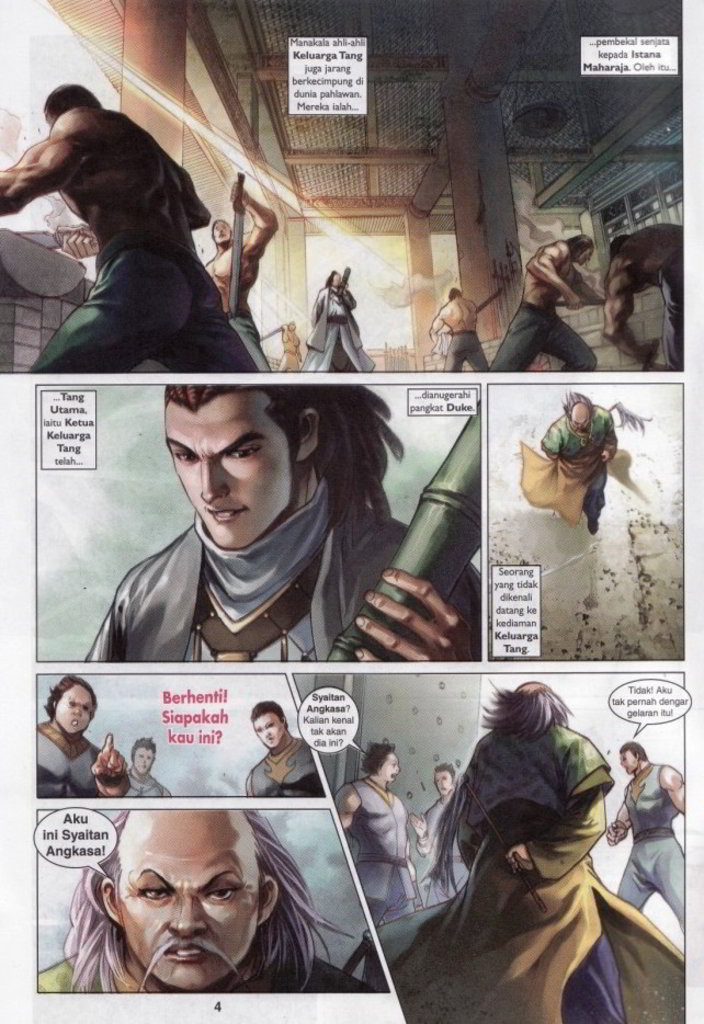 Manakala ahli-ahli
Keluarga Tang
juga jarang
berkecimpung di
dunia pahlawan.
Mereka ialah...
...pembekal senjata
kepada Istana
Maharaja. Oleh itu...
...Tang
Utama,
iaitu Ketua
Keluarga
Tang
telah...
...dianugerahi
pangkat Duke.
Seorang
yang tidak
dikenali
datang ke
kediaman
Keluarga
Tang.
Berhenti!
Siapakah
kau ini?
Syaitan
Angkasa?
Kalian kenal
tak akan
dia ini?
Tidak! Aku
tak pernah dengar
gelaran itu!
Aku
ini Syaitan
Angkasa!
4